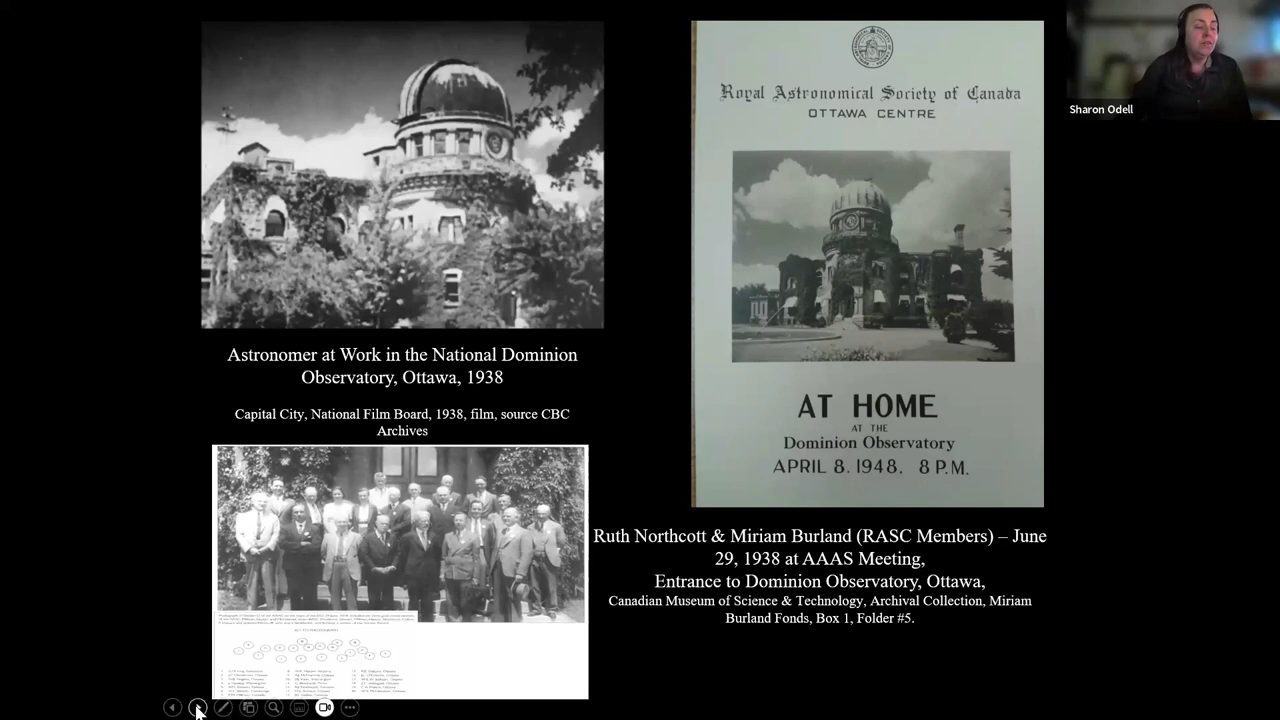 Astronomer at Work in the National Dominion
Observatory, Ottawa, 1938
Capital City, National Film Board, 1938, film, source CBC
Archives
Royal Astronomical Society of Canada
OTTAWA CENTRE
AT HOME
AT THE
Dominion Observatory
APRIL 8. 1948. 8 P.M.
Ruth Northcott & Miriam Burland (RASC Members) – June
29, 1938 at AAAS Meeting,
Entrance to Dominion Observatory, Ottawa,
Canadian Museum of Science & Technology, Archival Collection, Miriam
Burland Fonds, Box 1, Folder #5.
Sharon Odell